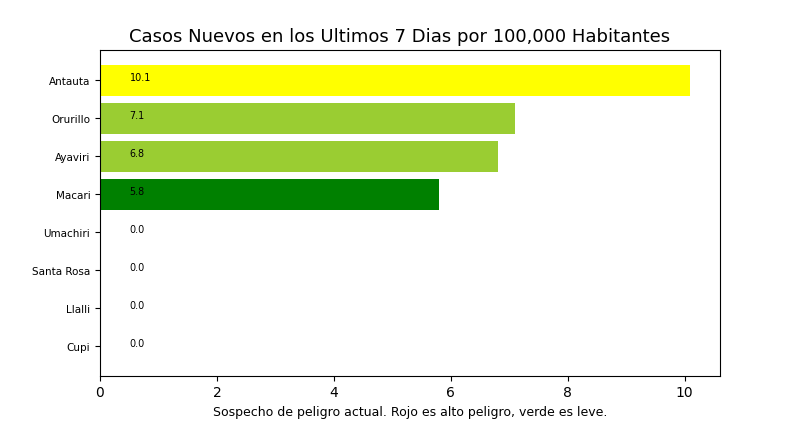 Casos Nuevos en los Ultimos 7 Dias por 100,000 Habitantes
Antauta 10.1
Orurillo 7.1
Ayaviri 6.8
Macari 5.8
Umachiri 0.0
Santa Rosa 0.0
Llalli 0.0
Cupi 0.0
0 2 4 6 8 10
Sospecho de peligro actual. Rojo es alto peligro, verde es leve.